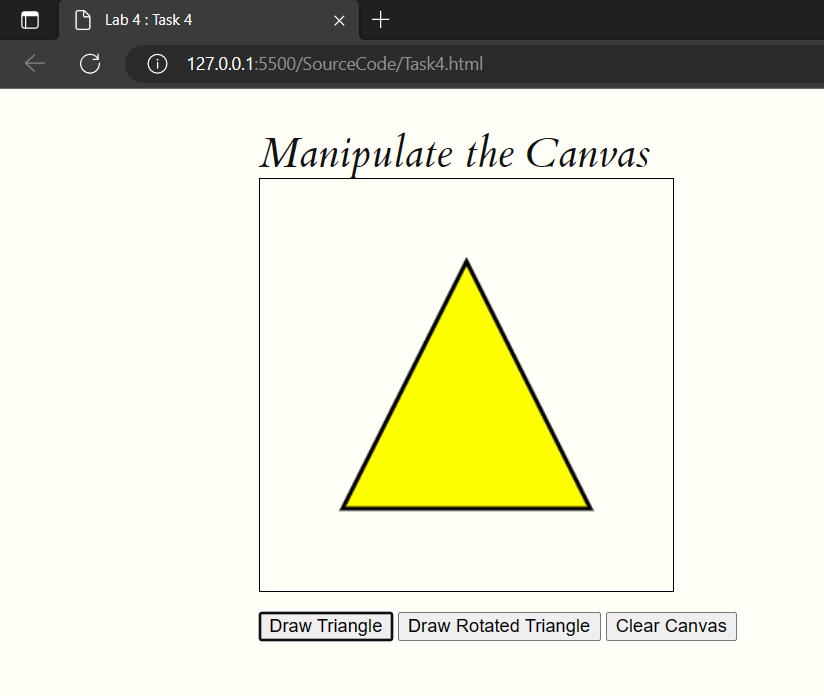 Lab 4 : Task 4
127.0.0.1:5500/SourceCode/Task4.html
Manipulate the Canvas
Draw Triangle Draw Rotated Triangle Clear Canvas